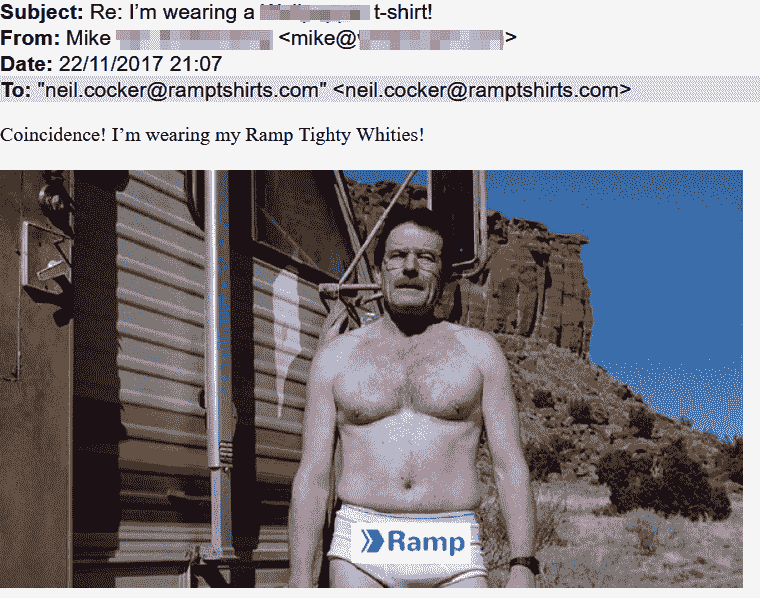 Subject: Re: I'm wearing a t-shirt!
From: Mike <mike@ >
Date: 22/11/2017 21:07
To: "neil.cocker@ramptshirts.com" <neil.cocker@ramptshirts.com>
Coincidence! I'm wearing my Ramp Tighty Whities!
Ramp